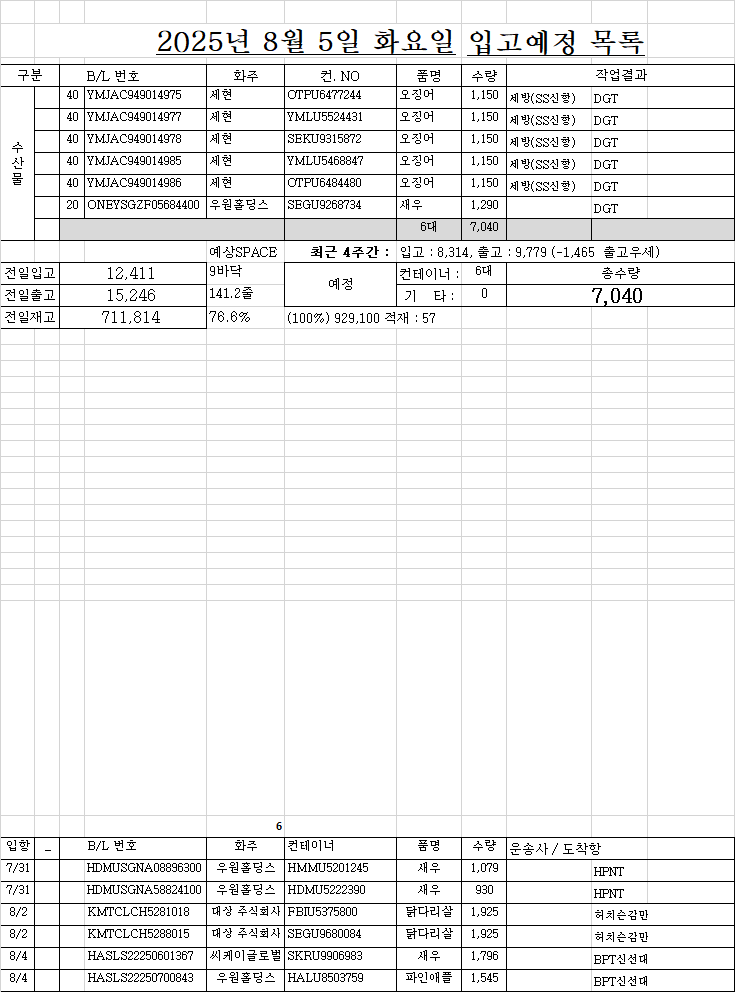 2025년 8월 5일 화요일 입고예정 목록
구분 B/L 번호 화주 컨. NO 품명 수량 작업결과
수산물
40 YMJAC949014975 세현 OTPU6477244 오징어 1,150 세방(SS신항) DGT
40 YMJAC949014977 세현 YMLU5524431 오징어 1,150 세방(SS신항) DGT
40 YMJAC949014978 세현 SEKU9315872 오징어 1,150 세방(SS신항) DGT
40 YMJAC949014985 세현 YMLU5468847 오징어 1,150 세방(SS신항) DGT
40 YMJAC949014986 세현 OTPU6484480 오징어 1,150 세방(SS신항) DGT
20 ONEYSGZF05684400 우원홀딩스 SEGU9268734 새우 1,290 DGT
6대 7,040
예상SPACE 최근 4주간 : 입고 : 8,314, 출고 : 9,779 (-1,465 출고우세)
전일입고 12,411 9바닥 예정 컨테이너 : 6대 총수량
전일출고 15,246 141.2줄 기 타 : 0 7,040
전일재고 711,814 76.6% (100%) 929,100 적재 : 57
6
입항 _ B/L 번호 화주 컨테이너 품명 수량 운송사 / 도착항
7/31 HDMUSGNA08896300 우원홀딩스 HMMU5201245 새우 1,079 HPNT
7/31 HDMUSGNA58824100 우원홀딩스 HDMU5222390 새우 930 HPNT
8/2 KMTCLCH5281018 대상 주식회사 FBIU5375800 닭다리살 1,925 허치슨감만
8/2 KMTCLCH5288015 대상 주식회사 SEGU9680084 닭다리살 1,925 허치슨감만
8/4 HASLS22250601367 씨케이글로벌 SKRU9906983 새우 1,796 BPT신선대
8/4 HASLS22250700843 우원홀딩스 HALU8503759 파인애플 1,545 BPT신선대